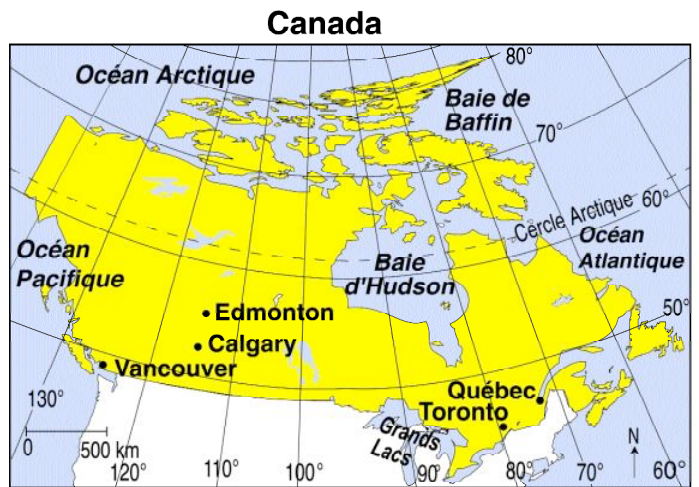 Canada
80°
Océan Arctique
Baie de
Baffin
70°
Cercle Arctique
60°
Océan
Atlantique
Océan
Pacifique
Baie
d'Hudson
50°
Edmonton
Calgary
Vancouver
Québec
Toronto
130°
Grands
Lacs
N
0
500 km
120°
110°
100°
90°
80°
70°
60°